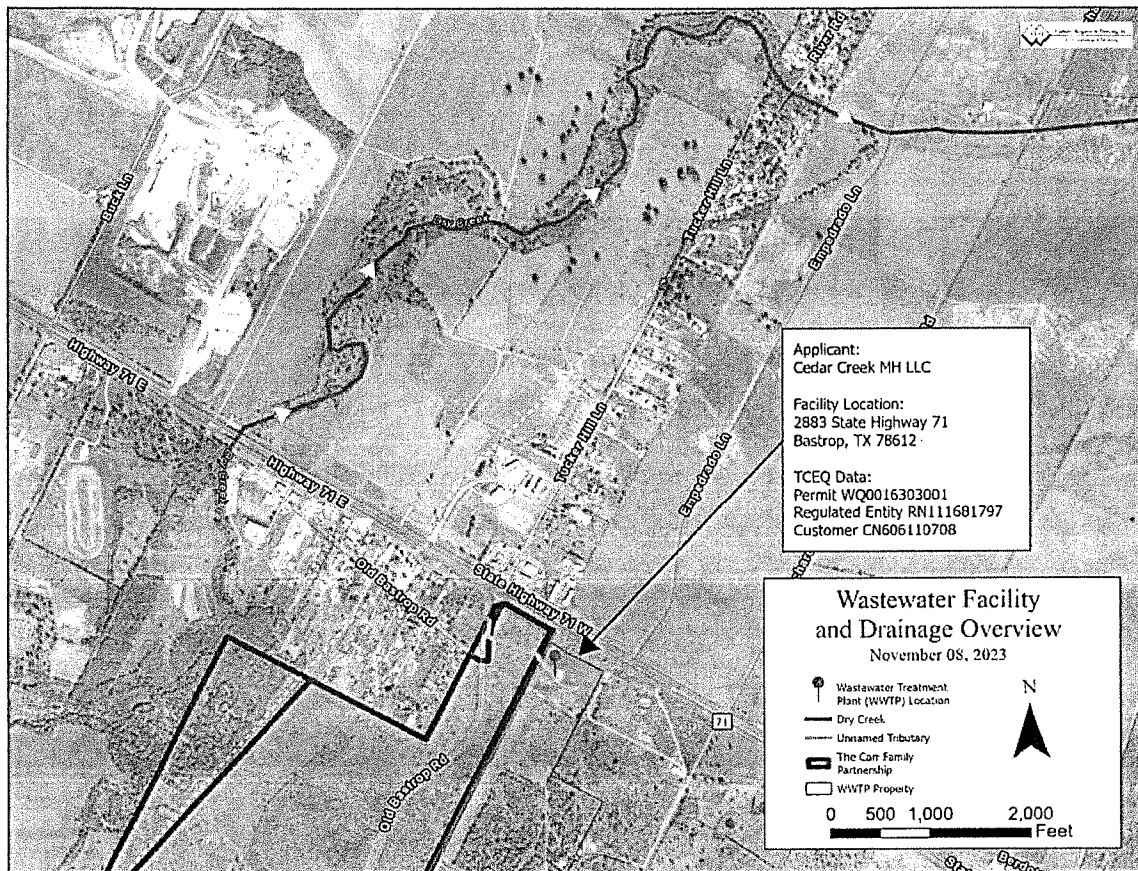 River Rd
Buck Ln
Dry Creek
Tucker Hill Ln
Empedrado Ln
Highway 71 E
Applicant:
Cedar Creek MH LLC
Facility Location:
2883 State Highway 71
Bastrop, TX 78612
TCEQ Data:
Permit WQ0016303001
Regulated Entity RN111681797
Customer CN606110708
Highway 71 E
Tucker Hill Ln
Empedrado Ln
Old Bastrop Rd
State Highway 71 W
71
Old Bastrop Rd
Wastewater Facility
and Drainage Overview
November 08, 2023
Wastewater Treatment
Plant (WWTP) Location
Dry Creek
Unnamed Tributary
The Carr Family
Partnership
WWTP Property
N
0 500 1,000 2,000
Feet